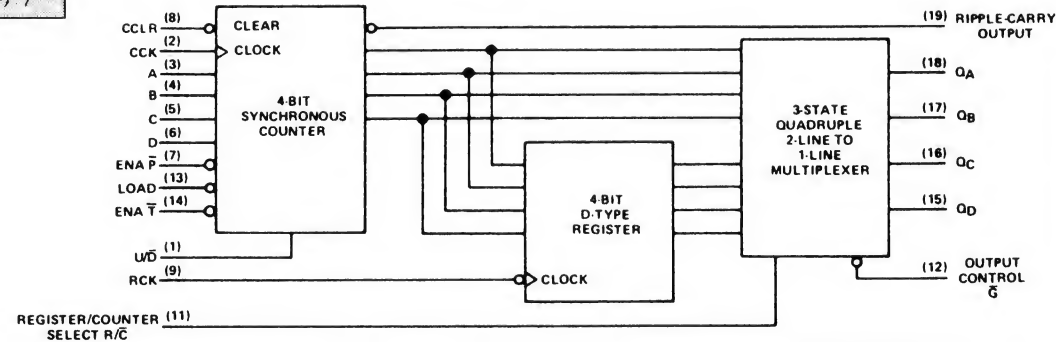 CCLR (8)
CCK (2)
A (3)
B (4)
C (5)
D (6)
ENA P̅ (7)
LOAD (13)
ENA T̅ (14)
U/D̅ (1)
RCK (9)
REGISTER/COUNTER (11)
SELECT R/C̅
CLEAR
CLOCK
4-BIT
SYNCHRONOUS
COUNTER
4-BIT
D-TYPE
REGISTER
CLOCK
3-STATE
QUADRUPLE
2-LINE TO
1-LINE
MULTIPLEXER
(19) RIPPLE-CARRY
OUTPUT
(18) QA
(17) QB
(16) QC
(15) QD
(12) OUTPUT
CONTROL
G̅